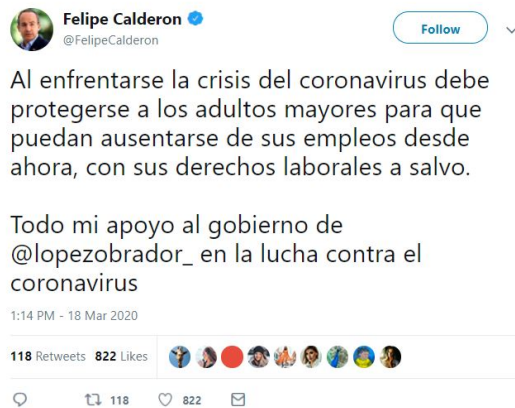 Felipe Calderon
@FelipeCalderon
Follow
Al enfrentarse la crisis del coronavirus debe
protegerse a los adultos mayores para que
puedan ausentarse de sus empleos desde
ahora, con sus derechos laborales a salvo.
Todo mi apoyo al gobierno de
@lopezobrador_ en la lucha contra el
coronavirus
1:14 PM - 18 Mar 2020
118 Retweets 822 Likes
118 822